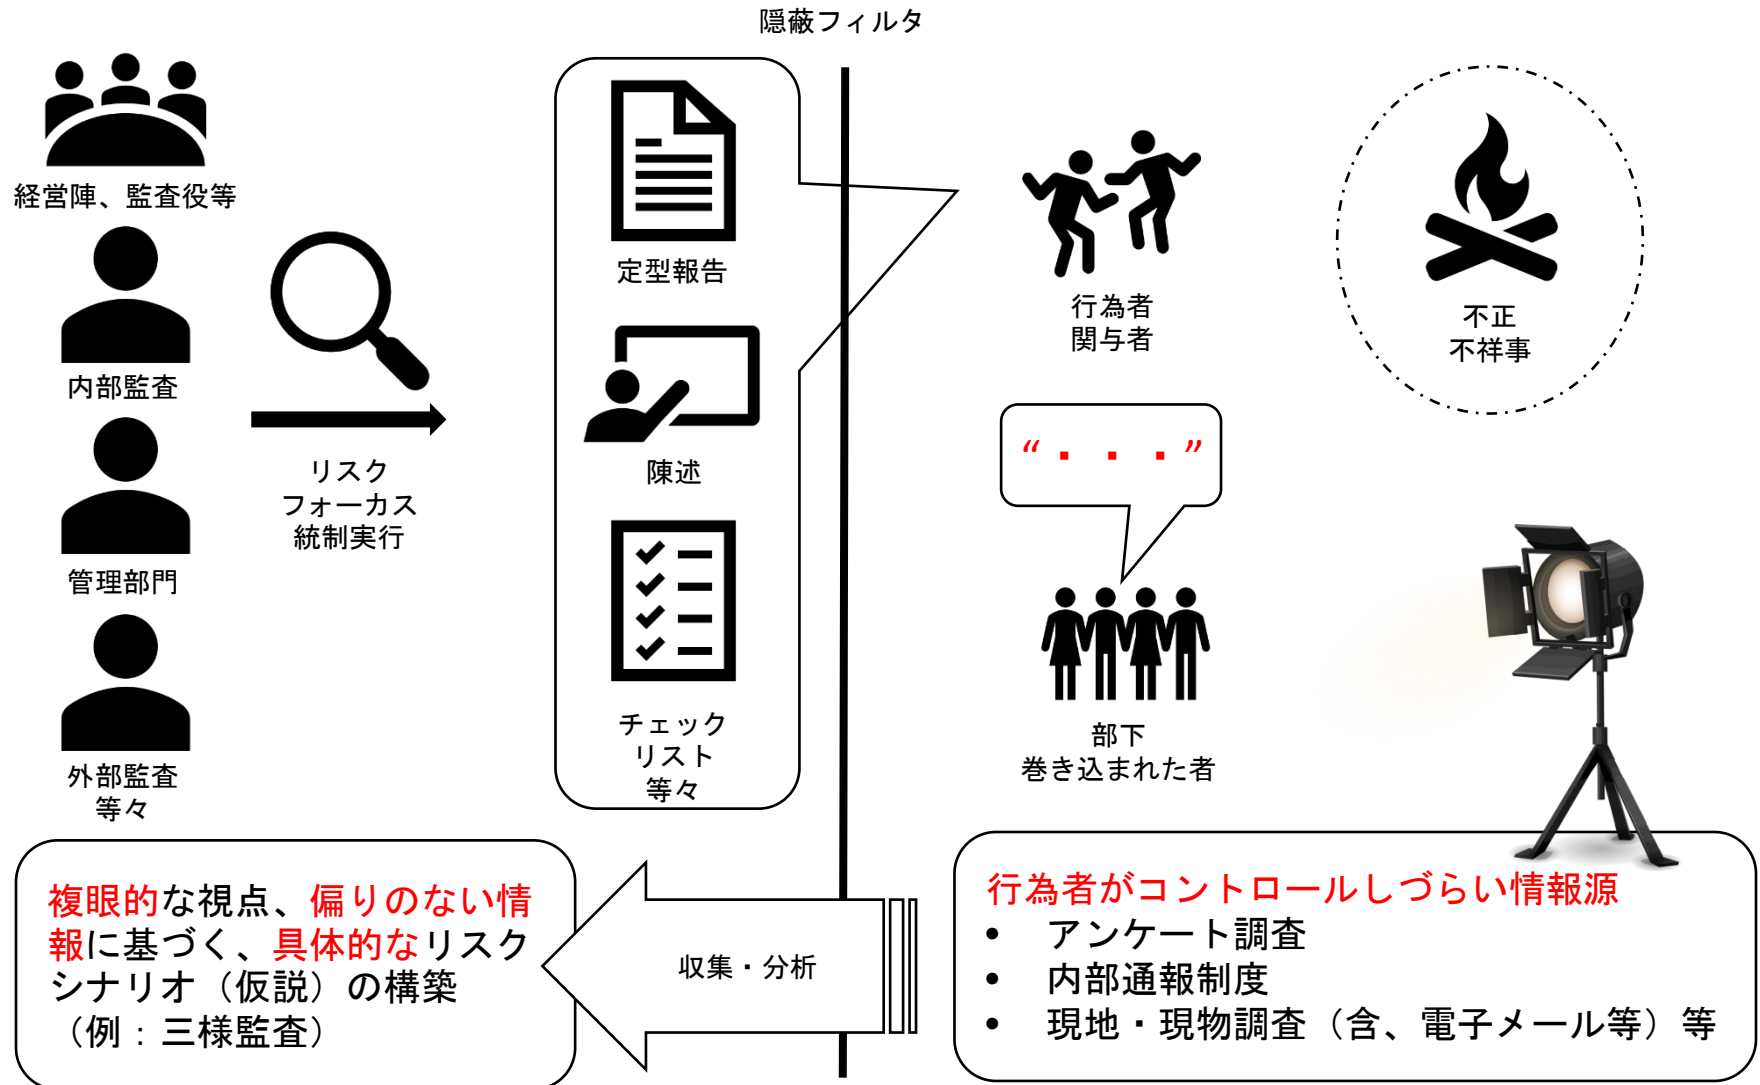 隠蔽フィルタ
経営陣、監査役等
内部監査
管理部門
外部監査
等々
リスク
フォーカス
統制実行
定型報告
陳述
チェック
リスト
等々
行為者
関与者
不正
不祥事
“・・・”
部下
巻き込まれた者
複眼的な視点、偏りのない情
報に基づく、具体的なリスク
シナリオ（仮説）の構築
（例：三様監査）
収集・分析
行為者がコントロールしづらい情報源
• アンケート調査
• 内部通報制度
• 現地・現物調査（含、電子メール等）等